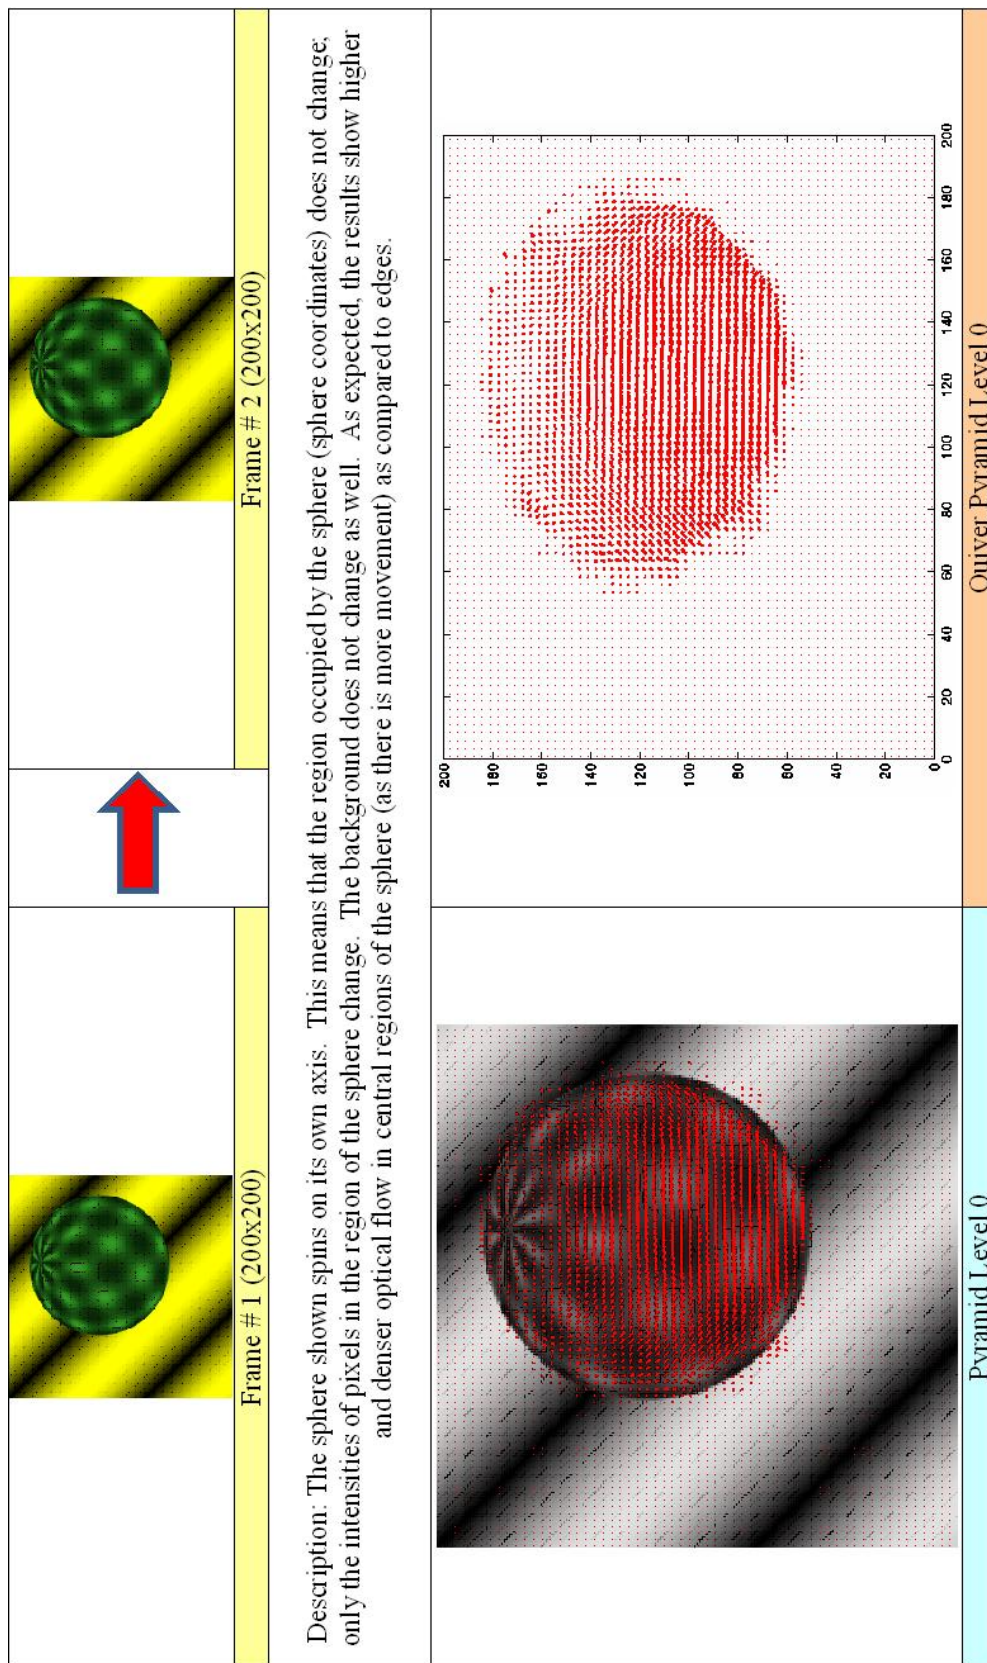 Frame # 1 (200x200)
Frame # 2 (200x200)
Description: The sphere shown spins on its own axis.  This means that the region occupied by the sphere (sphere coordinates) does not change;
only the intensities of pixels in the region of the sphere change.  The background does not change as well.  As expected, the results show higher
and denser optical flow in central regions of the sphere (as there is more movement) as compared to edges.
200
180
160
140
120
100
80
60
40
20
0
0 20 40 60 80 100 120 140 160 180 200
Pyramid Level 0
Quiver Pyramid Level 0